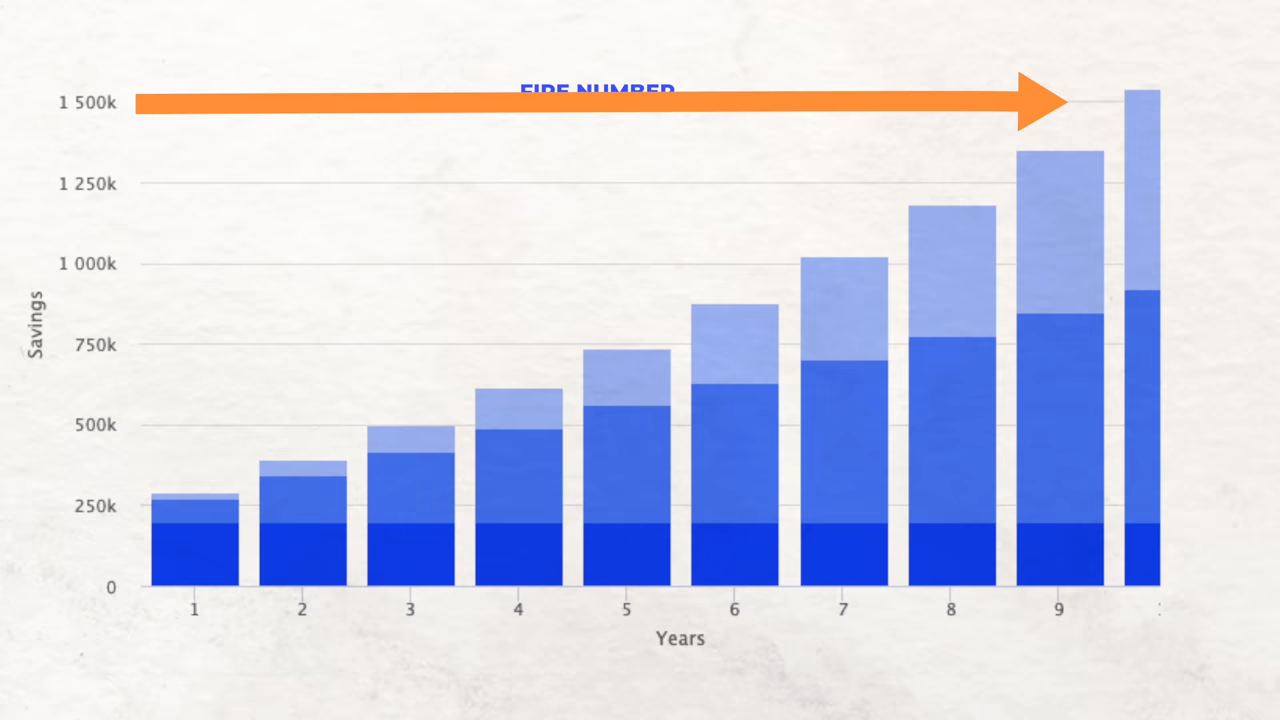 FIRE NUMBER
1 500k
1 250k
1 000k
750k
500k
250k
0
Savings
1 2 3 4 5 6 7 8 9
Years